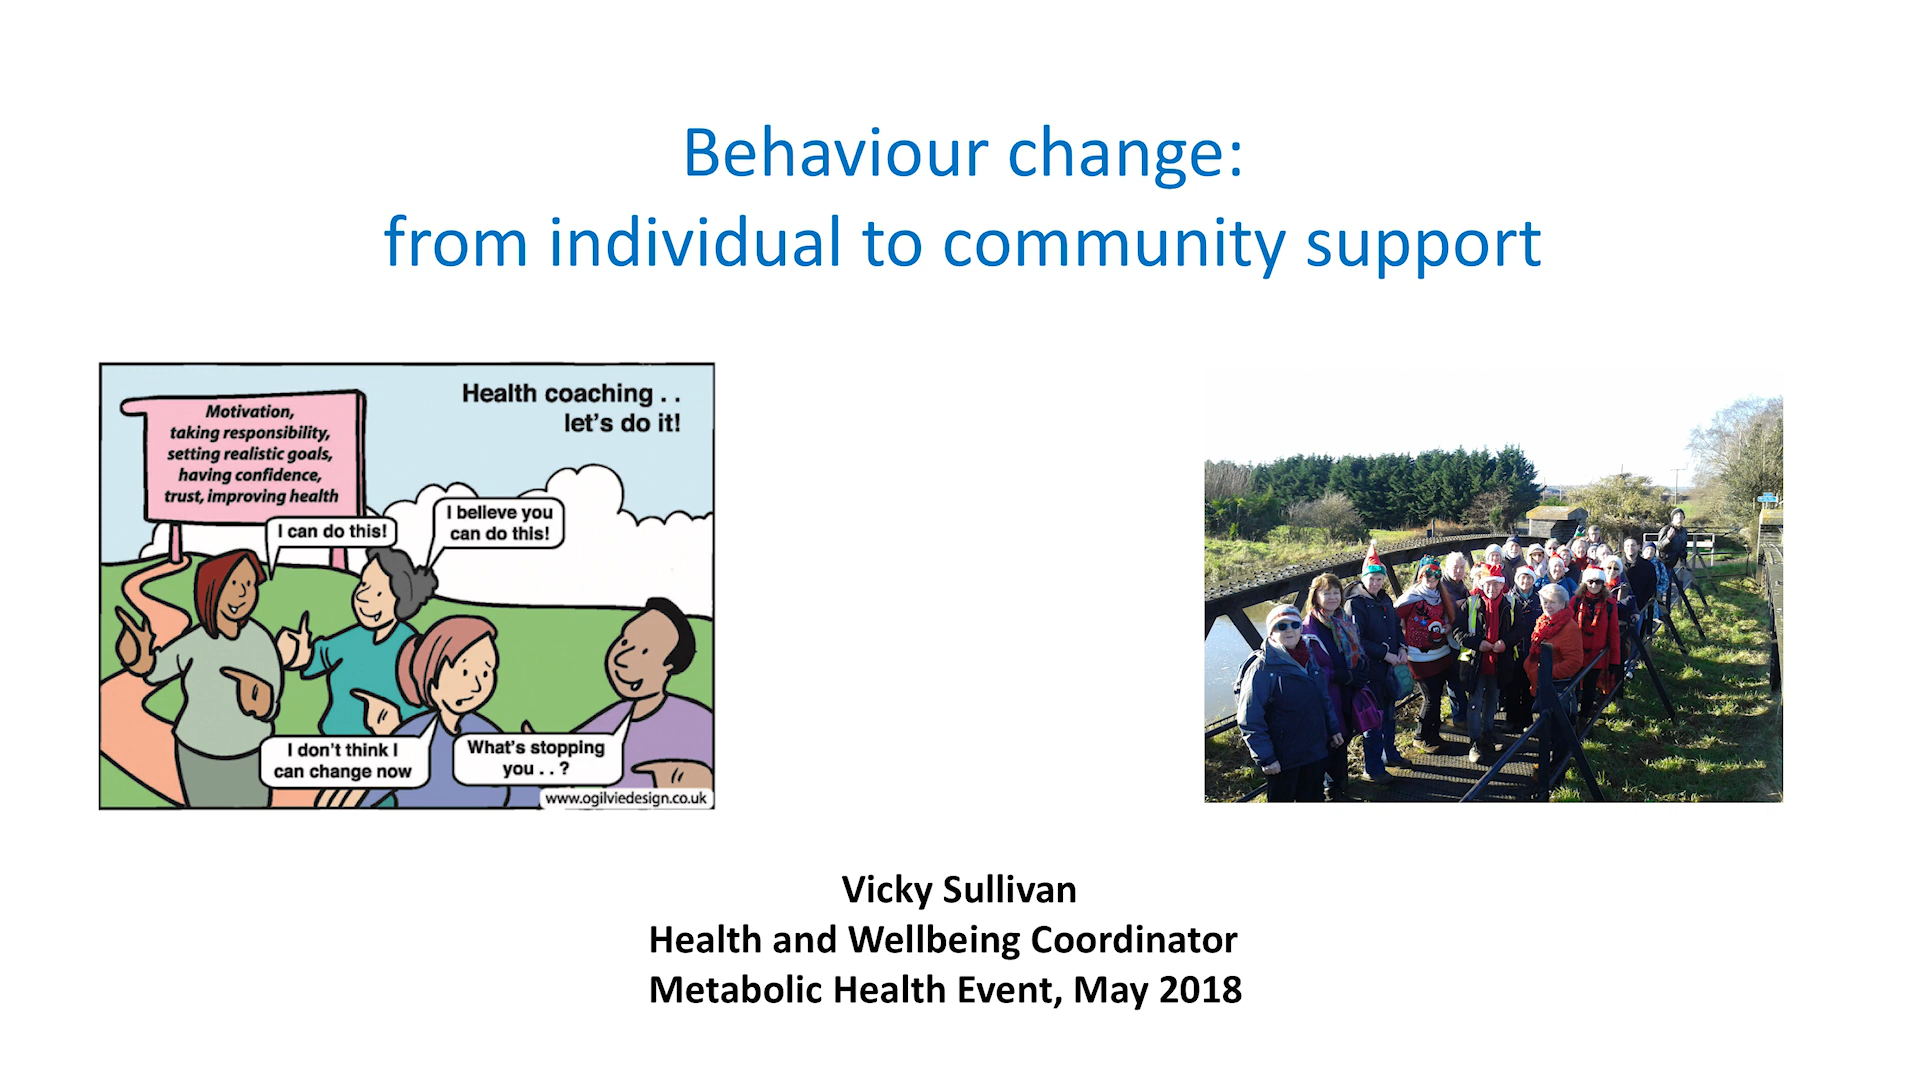 Behaviour change:
from individual to community support
Health coaching . .
let's do it!
Motivation,
taking responsibility,
setting realistic goals,
having confidence,
trust, improving health
I can do this!
I believe you
can do this!
I don't think I
can change now
What's stopping
you . . ?
www.ogilviedesign.co.uk
Vicky Sullivan
Health and Wellbeing Coordinator
Metabolic Health Event, May 2018